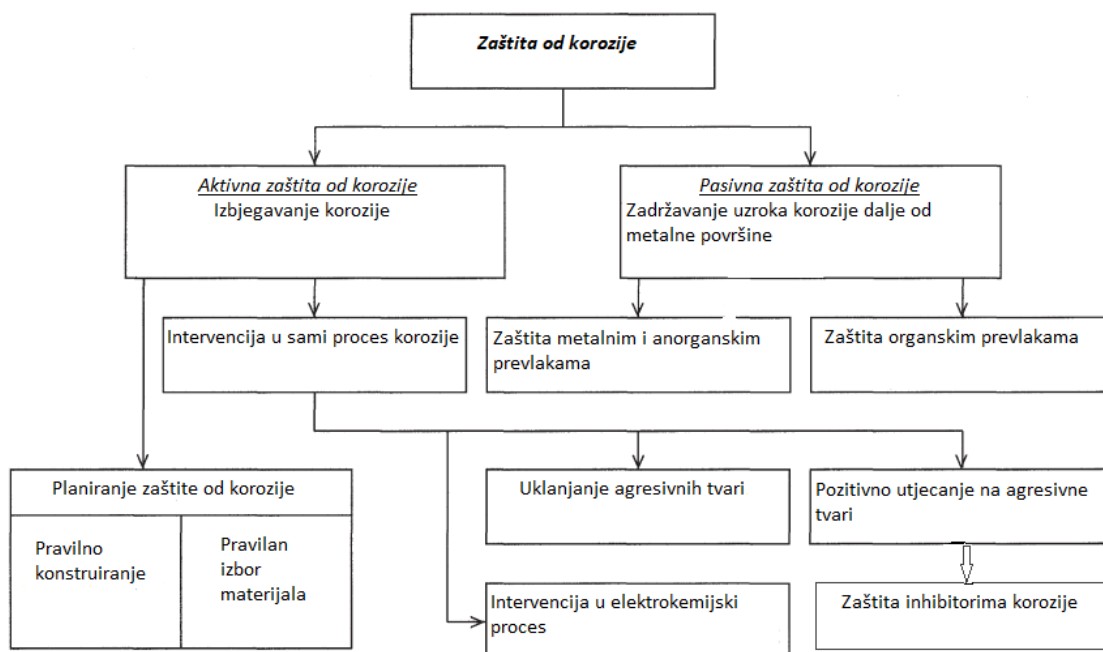 Zaštita od korozije
Aktivna zaštita od korozije
Izbjegavanje korozije
Pasivna zaštita od korozije
Zadržavanje uzroka korozije dalje od
metalne površine
Intervencija u sami proces korozije
Zaštita metalnim i anorganskim
prevlakama
Zaštita organskim prevlakama
Planiranje zaštite od korozije
Pravilno
konstruiranje
Pravilan
izbor
materijala
Uklanjanje agresivnih tvari
Pozitivno utjecanje na agresivne
tvari
Intervencija u elektrokemijski
proces
Zaštita inhibitorima korozije